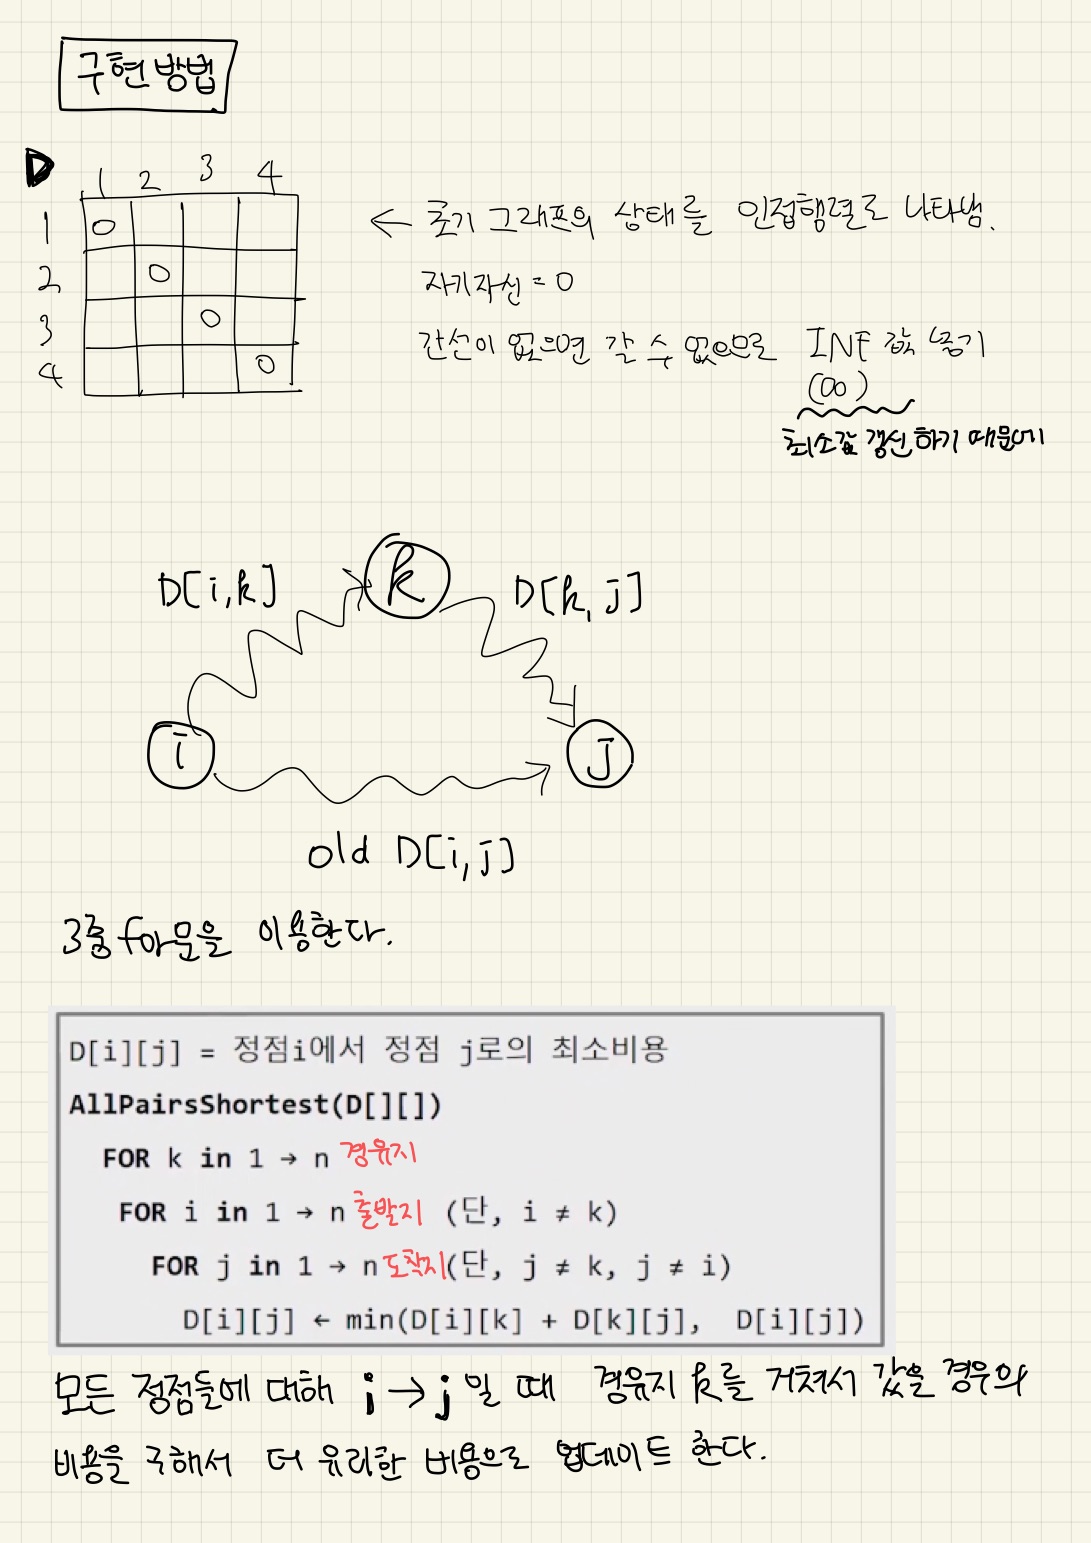 구현 방법
D
1 2 3 4
1 0
2 0
3 0
4 0
← 초기 그래프의 상태를 인접행렬로 나타냄.
자기자신 = 0
간선이 없으면 갈 수 없으므로 INF 값 넣기
(∞)
최소값 갱신하기 때문에
D[i,k]
k
D[k, j]
i
j
old D[i,j]
3중 for문을 이용한다.
D[i][j] = 정점i에서 정점 j로의 최소비용
AllPairsShortest(D[][])
FOR k in 1 → n 경유지
FOR i in 1 → n 출발지 (단, i ≠ k)
FOR j in 1 → n 도착지 (단, j ≠ k, j ≠ i)
D[i][j] ← min(D[i][k] + D[k][j], D[i][j])
모든 정점들에 대해 i → j 일 때 경유지 k를 거쳐서 갔을 경우의
비용을 구해서 더 유리한 비용으로 업데이트 한다.